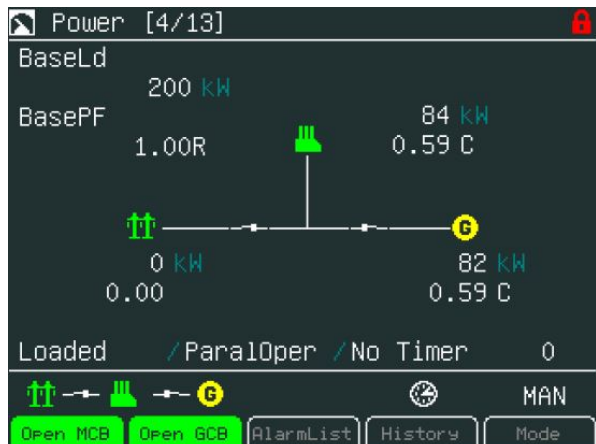 Power [4/13]
BaseLd
200 kW
BasePF
84 kW
1.00R
0.59 C
G
0 kW
82 kW
0.00
0.59 C
Loaded /ParalOper /No Timer 0
G
MAN
Open MCB Open GCB AlarmList History Mode